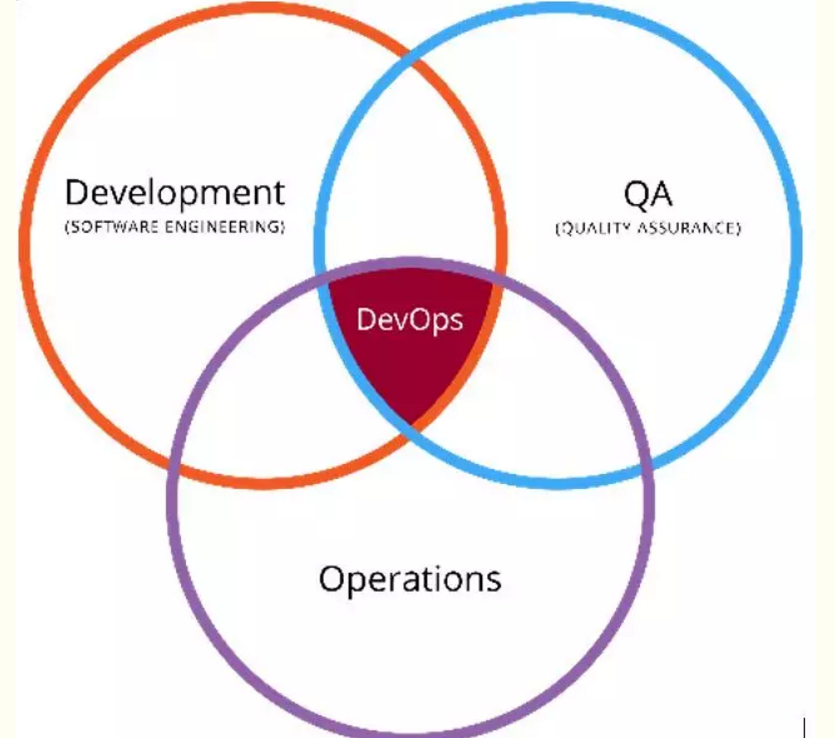 Development
(SOFTWARE ENGINEERING)
QA
(QUALITY ASSURANCE)
DevOps
Operations